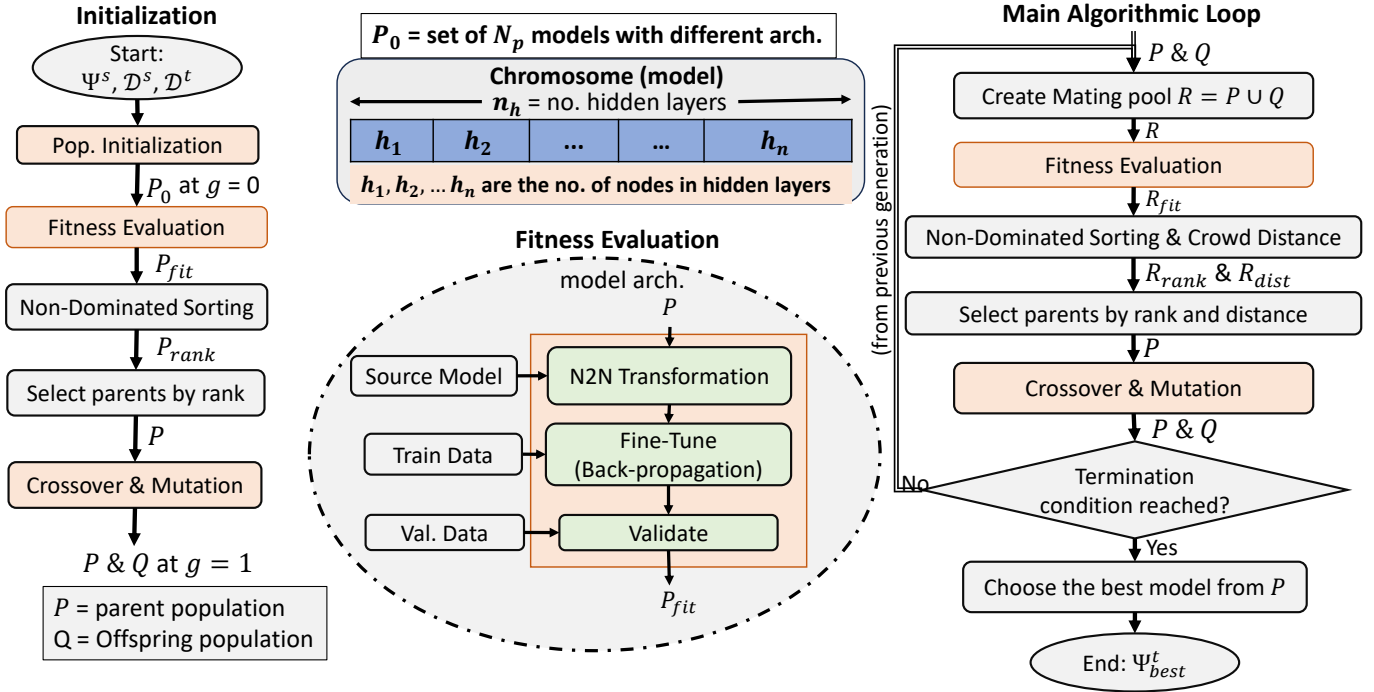 Initialization
Start:
Ψ^s, 𝒟^s, 𝒟^t
Pop. Initialization
P_0 at g = 0
Fitness Evaluation
P_fit
Non-Dominated Sorting
P_rank
Select parents by rank
P
Crossover & Mutation
P & Q at g = 1
P = parent population
Q = Offspring population
P_0 = set of N_p models with different arch.
Chromosome (model)
n_h = no. hidden layers
h_1 h_2 ... ... h_n
h_1, h_2, ... h_n are the no. of nodes in hidden layers
Fitness Evaluation
model arch.
P
Source Model
N2N Transformation
Train Data
Fine-Tune
(Back-propagation)
Val. Data
Validate
P_fit
Main Algorithmic Loop
P & Q
Create Mating pool R = P ∪ Q
R
Fitness Evaluation
R_fit
Non-Dominated Sorting & Crowd Distance
R_rank & R_dist
Select parents by rank and distance
P
Crossover & Mutation
P & Q
(from previous generation)
No
Termination
condition reached?
Yes
Choose the best model from P
End: Ψ^t_best